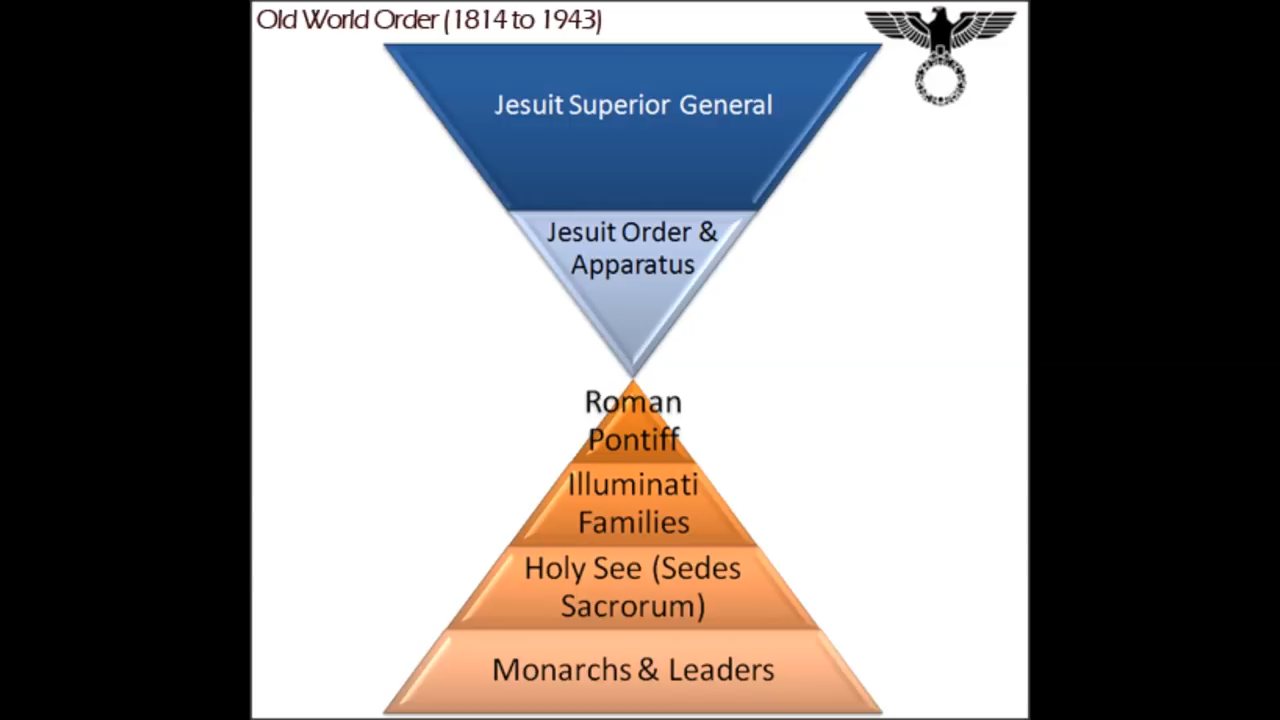 Old World Order (1814 to 1943)
Jesuit Superior General
Jesuit Order &
Apparatus
Roman
Pontiff
Illuminati
Families
Holy See (Sedes
Sacrorum)
Monarchs & Leaders